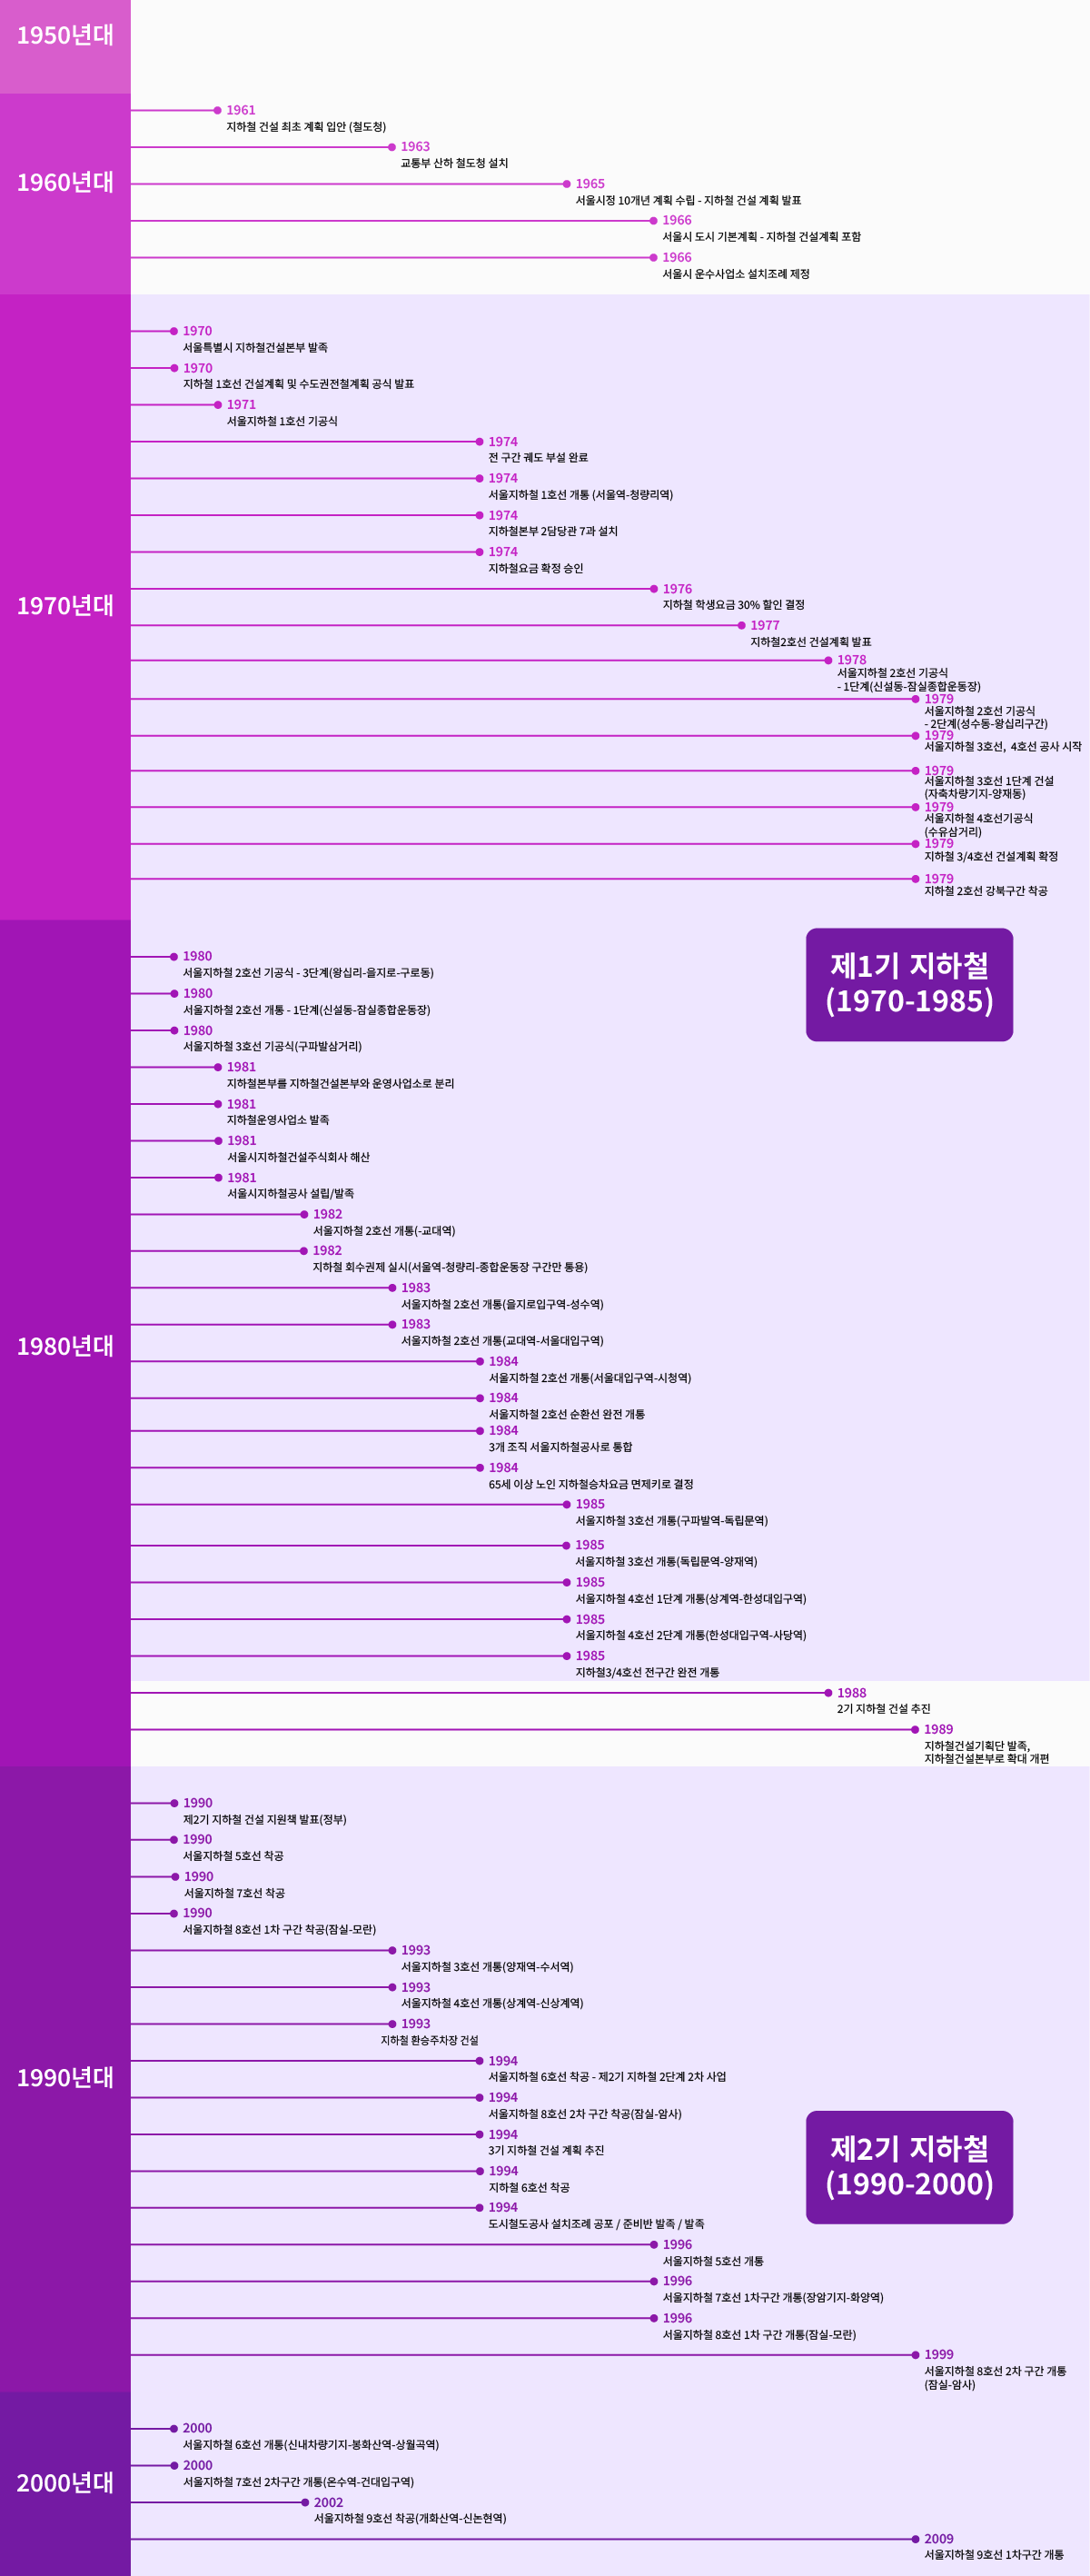 1950년대
1960년대
1961
지하철 건설 최초 계획 입안 (철도청)
1963
교통부 산하 철도청 설치
1965
서울시정 10개년 계획 수립 - 지하철 건설 계획 발표
1966
서울시 도시 기본계획 - 지하철 건설계획 포함
1966
서울시 운수사업소 설치조례 제정
1970년대
1970
서울특별시 지하철건설본부 발족
1970
지하철 1호선 건설계획 및 수도권전철계획 공식 발표
1971
서울지하철 1호선 기공식
1974
전 구간 궤도 부설 완료
1974
서울지하철 1호선 개통 (서울역-청량리역)
1974
지하철본부 2담당관 7과 설치
1974
지하철요금 확정 승인
1976
지하철 학생요금 30% 할인 결정
1977
지하철2호선 건설계획 발표
1978
서울지하철 2호선 기공식
- 1단계(신설동-잠실종합운동장)
1979
서울지하철 2호선 기공식
- 2단계(성수동-왕십리구간)
1979
서울지하철 3호선,  4호선 공사 시작
1979
서울지하철 3호선 1단계 건설
(자축차량기지-양재동)
1979
서울지하철 4호선기공식
(수유삼거리)
1979
지하철 3/4호선 건설계획 확정
1979
지하철 2호선 강북구간 착공
제1기 지하철
(1970-1985)
1980년대
1980
서울지하철 2호선 기공식 - 3단계(왕십리-을지로-구로동)
1980
서울지하철 2호선 개통 - 1단계(신설동-잠실종합운동장)
1980
서울지하철 3호선 기공식(구파발삼거리)
1981
지하철본부를 지하철건설본부와 운영사업소로 분리
1981
지하철운영사업소 발족
1981
서울시지하철건설주식회사 해산
1981
서울시지하철공사 설립/발족
1982
서울지하철 2호선 개통(-교대역)
1982
지하철 회수권제 실시(서울역-청량리-종합운동장 구간만 통용)
1983
서울지하철 2호선 개통(을지로입구역-성수역)
1983
서울지하철 2호선 개통(교대역-서울대입구역)
1984
서울지하철 2호선 개통(서울대입구역-시청역)
1984
서울지하철 2호선 순환선 완전 개통
1984
3개 조직 서울지하철공사로 통합
1984
65세 이상 노인 지하철승차요금 면제키로 결정
1985
서울지하철 3호선 개통(구파발역-독립문역)
1985
서울지하철 3호선 개통(독립문역-양재역)
1985
서울지하철 4호선 1단계 개통(상계역-한성대입구역)
1985
서울지하철 4호선 2단계 개통(한성대입구역-사당역)
1985
지하철3/4호선 전구간 완전 개통
1988
2기 지하철 건설 추진
1989
지하철건설기획단 발족,
지하철건설본부로 확대 개편
1990년대
1990
제2기 지하철 건설 지원책 발표(정부)
1990
서울지하철 5호선 착공
1990
서울지하철 7호선 착공
1990
서울지하철 8호선 1차 구간 착공(잠실-모란)
1993
서울지하철 3호선 개통(양재역-수서역)
1993
서울지하철 4호선 개통(상계역-신상계역)
1993
지하철 환승주차장 건설
1994
서울지하철 6호선 착공 - 제2기 지하철 2단계 2차 사업
1994
서울지하철 8호선 2차 구간 착공(잠실-암사)
1994
3기 지하철 건설 계획 추진
1994
지하철 6호선 착공
1994
도시철도공사 설치조례 공포 / 준비반 발족 / 발족
제2기 지하철
(1990-2000)
1996
서울지하철 5호선 개통
1996
서울지하철 7호선 1차구간 개통(장암기지-화양역)
1996
서울지하철 8호선 1차 구간 개통(잠실-모란)
1999
서울지하철 8호선 2차 구간 개통
(잠실-암사)
2000년대
2000
서울지하철 6호선 개통(신내차량기지-봉화산역-상월곡역)
2000
서울지하철 7호선 2차구간 개통(온수역-건대입구역)
2002
서울지하철 9호선 착공(개화산역-신논현역)
2009
서울지하철 9호선 1차구간 개통